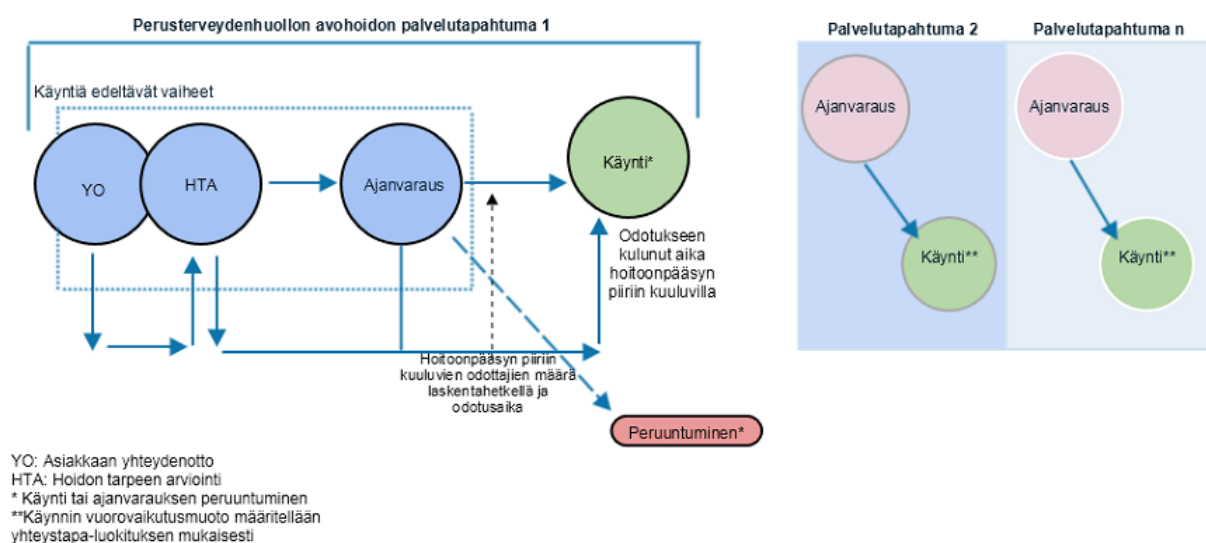 Perusterveydenhuollon avohoidon palvelutapahtuma 1
Käyntiä edeltävät vaiheet
YO
HTA
Ajanvaraus
Käynti*
Odotukseen
kulunut aika
hoitoonpääsyn
piiriin kuuluvilla
Hoitoonpääsyn piiriin
kuuluvien odottajien määrä
laskentahetkellä ja
odotusaika
Peruuntuminen*
Palvelutapahtuma 2
Ajanvaraus
Käynti**
Palvelutapahtuma n
Ajanvaraus
Käynti**
YO: Asiakkaan yhteydenotto
HTA: Hoidon tarpeen arviointi
* Käynti tai ajanvarauksen peruuntuminen
**Käynnin vuorovaikutusmuoto määritellään
yhteystapa-luokituksen mukaisesti